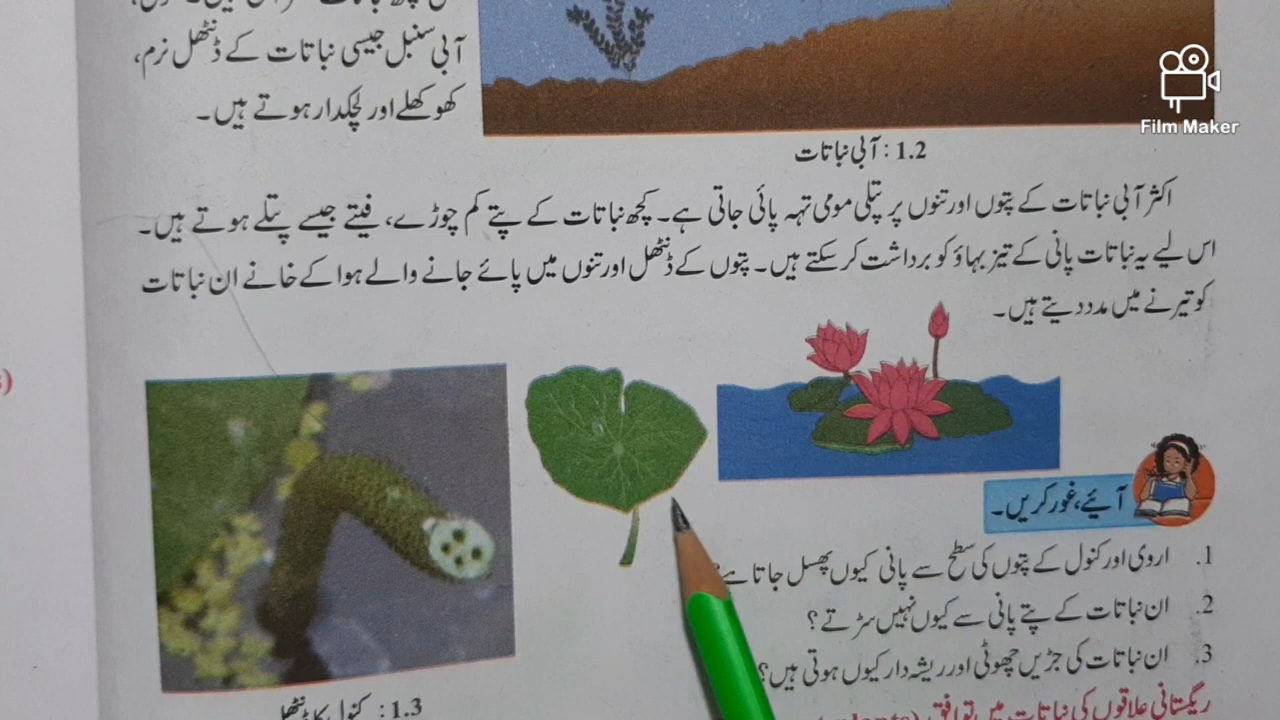 آبی سنبل جیسی نباتات کے ڈنٹھل نرم،
کھوکھلے اور لچکدار ہوتے ہیں۔
Film Maker
1.2 : آبی نباتات
اکثر آبی نباتات کے پتوں اور تنوں پر پتلی مومی تہہ پائی جاتی ہے۔ کچھ نباتات کے پتے کم چوڑے، فیتے جیسے پتلے ہوتے ہیں۔
اس لیے یہ نباتات پانی کے تیز بہاؤ کو برداشت کر سکتے ہیں۔ پتوں کے ڈنٹھل اور تنوں میں پائے جانے والے ہوا کے خانے ان نباتات
کو تیرنے میں مدد دیتے ہیں۔
آئیے، غور کریں۔
1. اروی اور کنول کے پتوں کی سطح سے پانی کیوں پھسل جاتا ہے؟
2. ان نباتات کے پتے پانی سے کیوں نہیں سڑتے؟
3. ان نباتات کی جڑیں چھوٹی اور ریشہ دار کیوں ہوتی ہیں؟
1.3 : کنول کا ڈنٹھل
ریگستانی علاقوں کی نباتات میں توافق